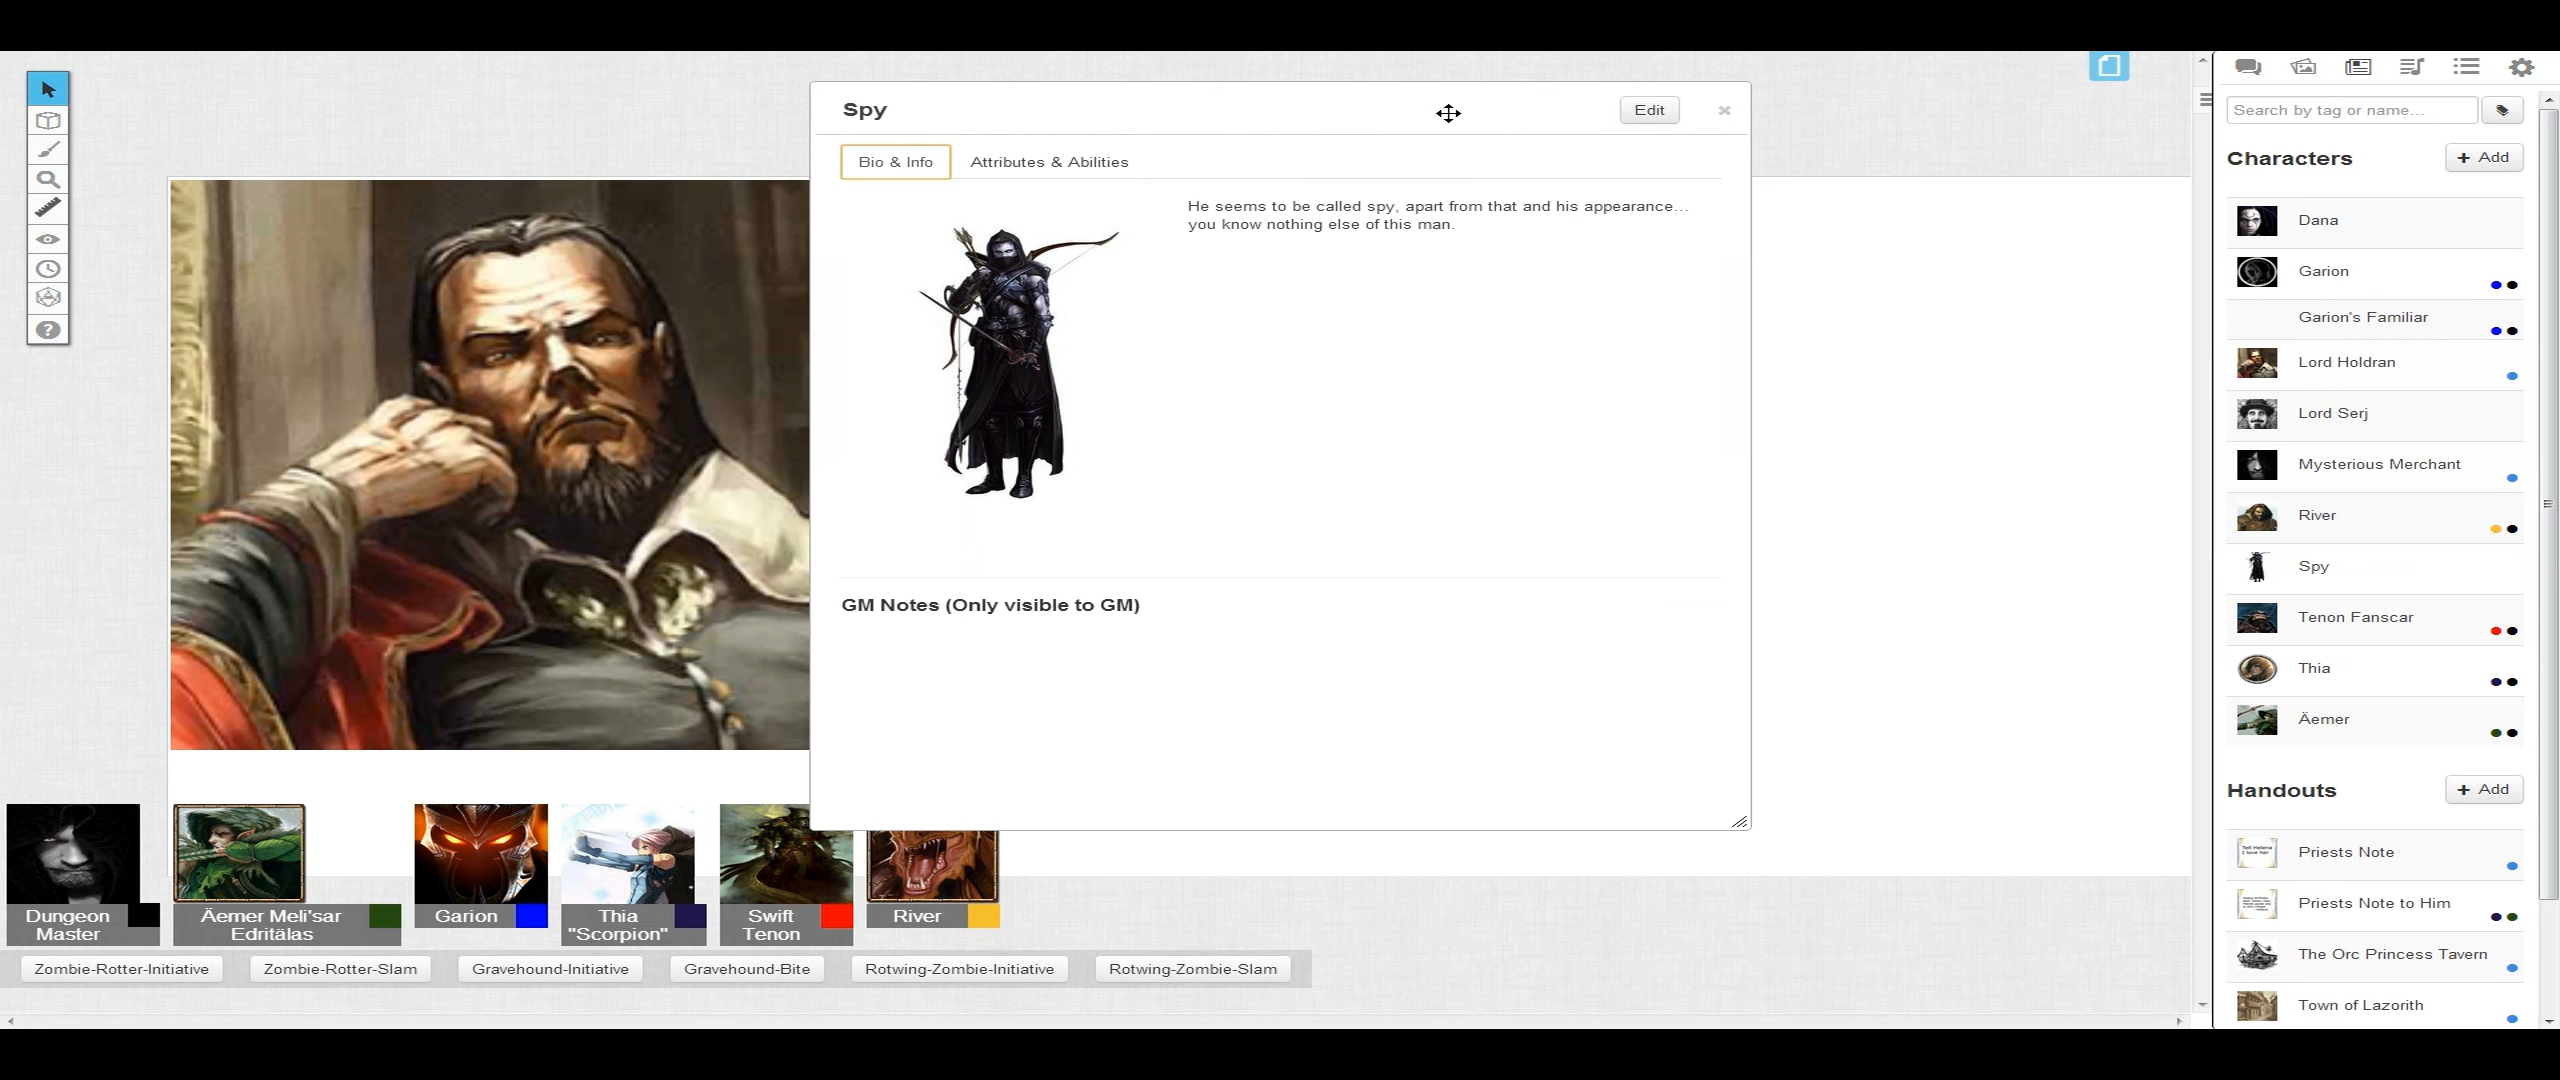 Spy
Edit
Bio & Info
Attributes & Abilities
He seems to be called spy, apart from that and his appearance...
you know nothing else of this man.
GM Notes (Only visible to GM)
Search by tag or name...
Characters
+ Add
Dana
Garion
Garion's Familiar
Lord Holdran
Lord Serj
Mysterious Merchant
River
Spy
Tenon Fanscar
Thia
Äemer
Handouts
+ Add
Tell Helena
I love her
Priests Note
Priests Note to Him
The Orc Princess Tavern
Town of Lazorith
Dungeon
Master
Äemer Meli'sar
Edritälas
Garion
Thia
"Scorpion"
Swift
Tenon
River
Zombie-Rotter-Initiative
Zombie-Rotter-Slam
Gravehound-Initiative
Gravehound-Bite
Rotwing-Zombie-Initiative
Rotwing-Zombie-Slam